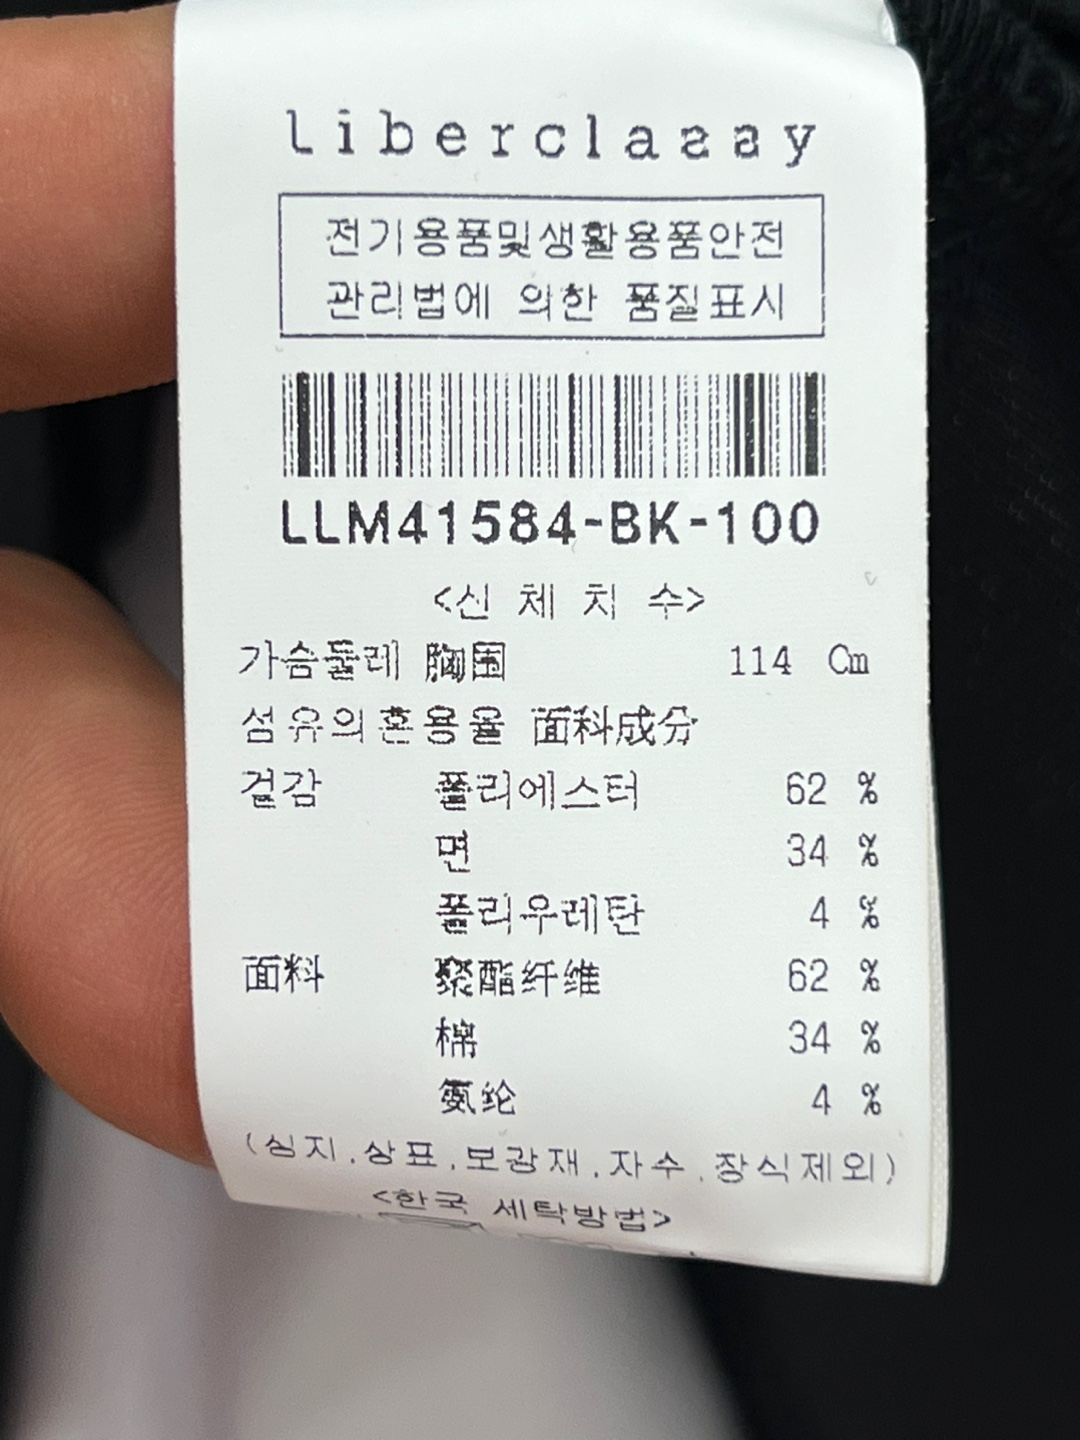 Liberclassy
전기용품및생활용품안전
관리법에 의한 품질표시
LLM41584-BK-100
<신 체 치 수>
가슴둘레 胸围 114 Cm
섬유의혼용율 面料成分
겉감 폴리에스터 62 %
면 34 %
폴리우레탄 4 %
面料 聚酯纤维 62 %
棉 34 %
氨纶 4 %
(심지.상표.보강재.자수.장식제외)
<한국 세탁방법>